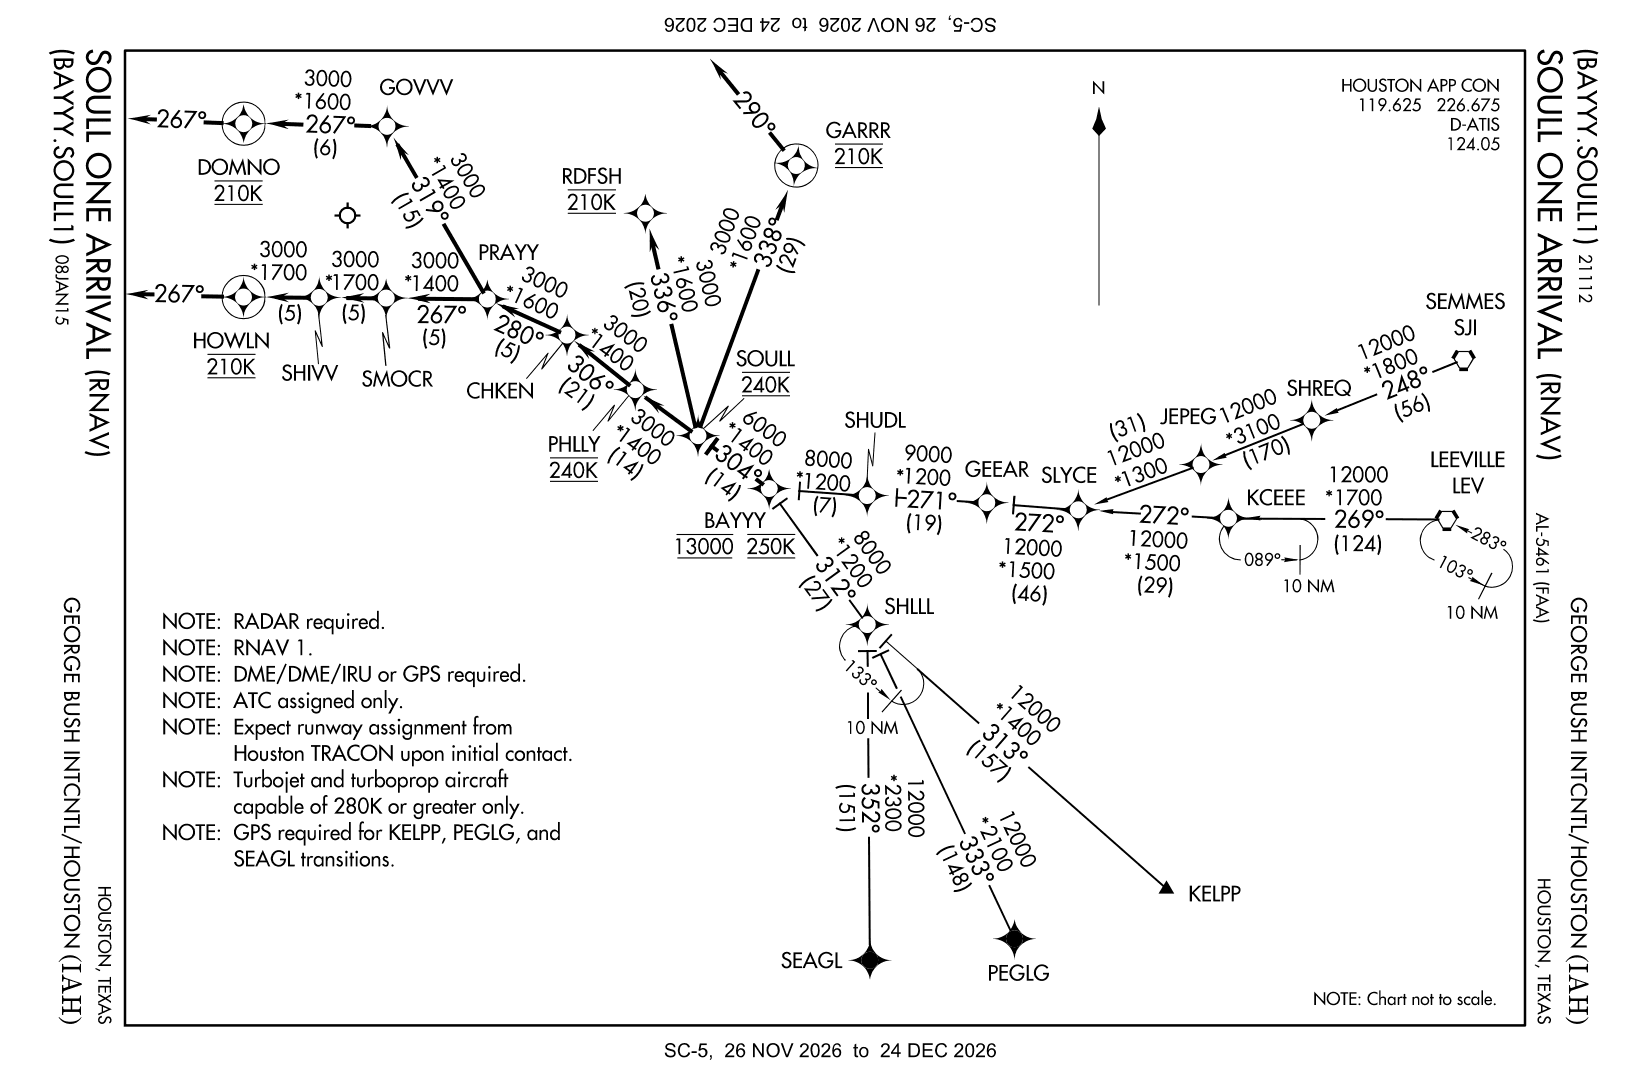 SC-5, 26 NOV 2026 to 24 DEC 2026
SOULL ONE ARRIVAL (RNAV)
(BAYYY.SOULL1) 08JAN15
GEORGE BUSH INTCNTL/HOUSTON (IAH)
HOUSTON, TEXAS
(BAYYY.SOULL1) 21112
SOULL ONE ARRIVAL (RNAV)
AL-5461 (FAA)
GEORGE BUSH INTCNTL/HOUSTON (IAH)
HOUSTON, TEXAS
HOUSTON APP CON
119.625 226.675
D-ATIS
124.05
N
267°
DOMNO
210K
3000
*1600
267°
(6)
GOVVV
3000
*1400
319°
(15)
267°
HOWLN
210K
3000
*1700
(5)
SHIVV
3000
*1700
(5)
SMOCR
3000
*1400
267°
(5)
PRAYY
3000
*1600
280°
(5)
CHKEN
3000
*1400
306°
(21)
PHLLY
240K
3000
*1400
(14)
RDFSH
210K
3000
*1600
336°
(20)
290°
GARRR
210K
3000
*1600
338°
(29)
SOULL
240K
6000
*1400
304°
(14)
BAYYY
13000 250K
8000
*1200
(7)
SHUDL
9000
*1200
271°
(19)
GEEAR
272°
12000
*1500
(46)
SLYCE
(31)
12000
*1300
JEPEG
12000
*3100
(170)
SHREQ
12000
*1800
248°
(56)
SEMMES
SJI
272°
12000
*1500
(29)
KCEEE
089°
10 NM
12000
*1700
269°
(124)
LEEVILLE
LEV
283°
103°
10 NM
8000
*1200
312°
(27)
SHLLL
133°
10 NM
12000
*1400
313°
(157)
KELPP
12000
*2100
333°
(148)
PEGLG
12000
*2300
352°
(151)
SEAGL
NOTE: RADAR required.
NOTE: RNAV 1.
NOTE: DME/DME/IRU or GPS required.
NOTE: ATC assigned only.
NOTE: Expect runway assignment from
Houston TRACON upon initial contact.
NOTE: Turbojet and turboprop aircraft
capable of 280K or greater only.
NOTE: GPS required for KELPP, PEGLG, and
SEAGL transitions.
NOTE: Chart not to scale.
SC-5, 26 NOV 2026 to 24 DEC 2026